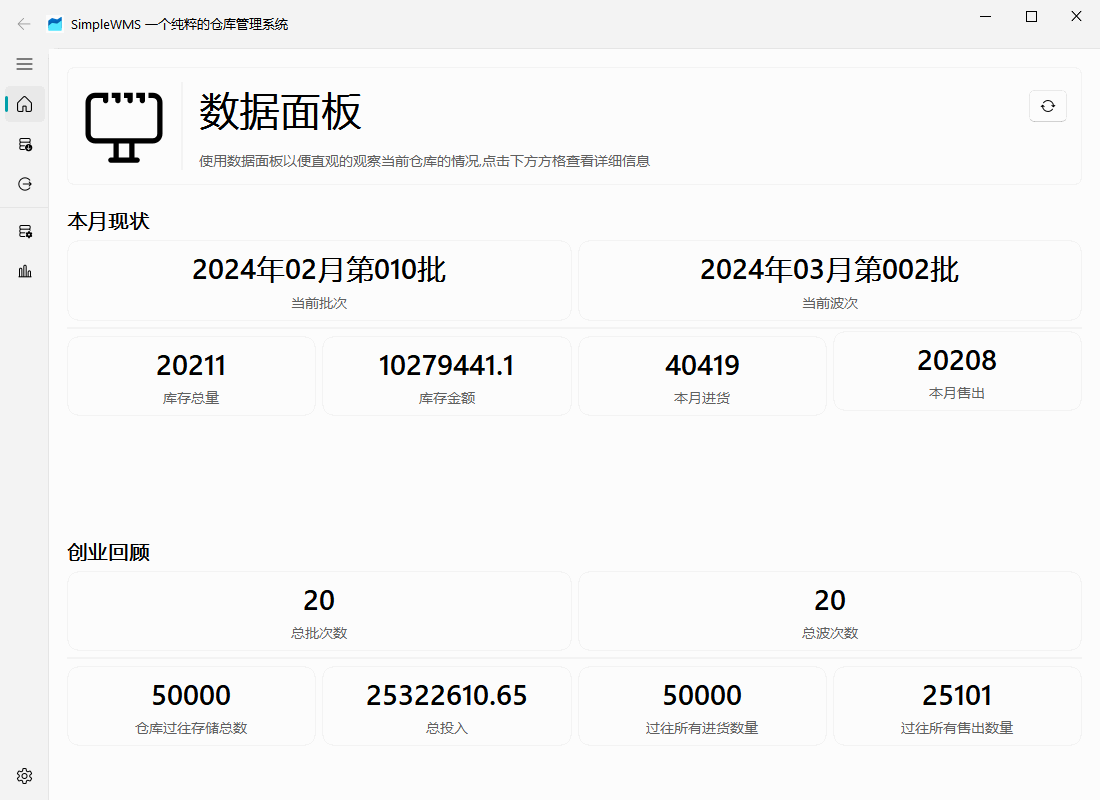 SimpleWMS 一个纯粹的仓库管理系统
数据面板
使用数据面板以便直观的观察当前仓库的情况,点击下方方格查看详细信息
本月现状
2024年02月第010批
当前批次
2024年03月第002批
当前波次
20211
库存总量
10279441.1
库存金额
40419
本月进货
20208
本月售出
创业回顾
20
总批次数
20
总波次数
50000
仓库过往存储总数
25322610.65
总投入
50000
过往所有进货数量
25101
过往所有售出数量